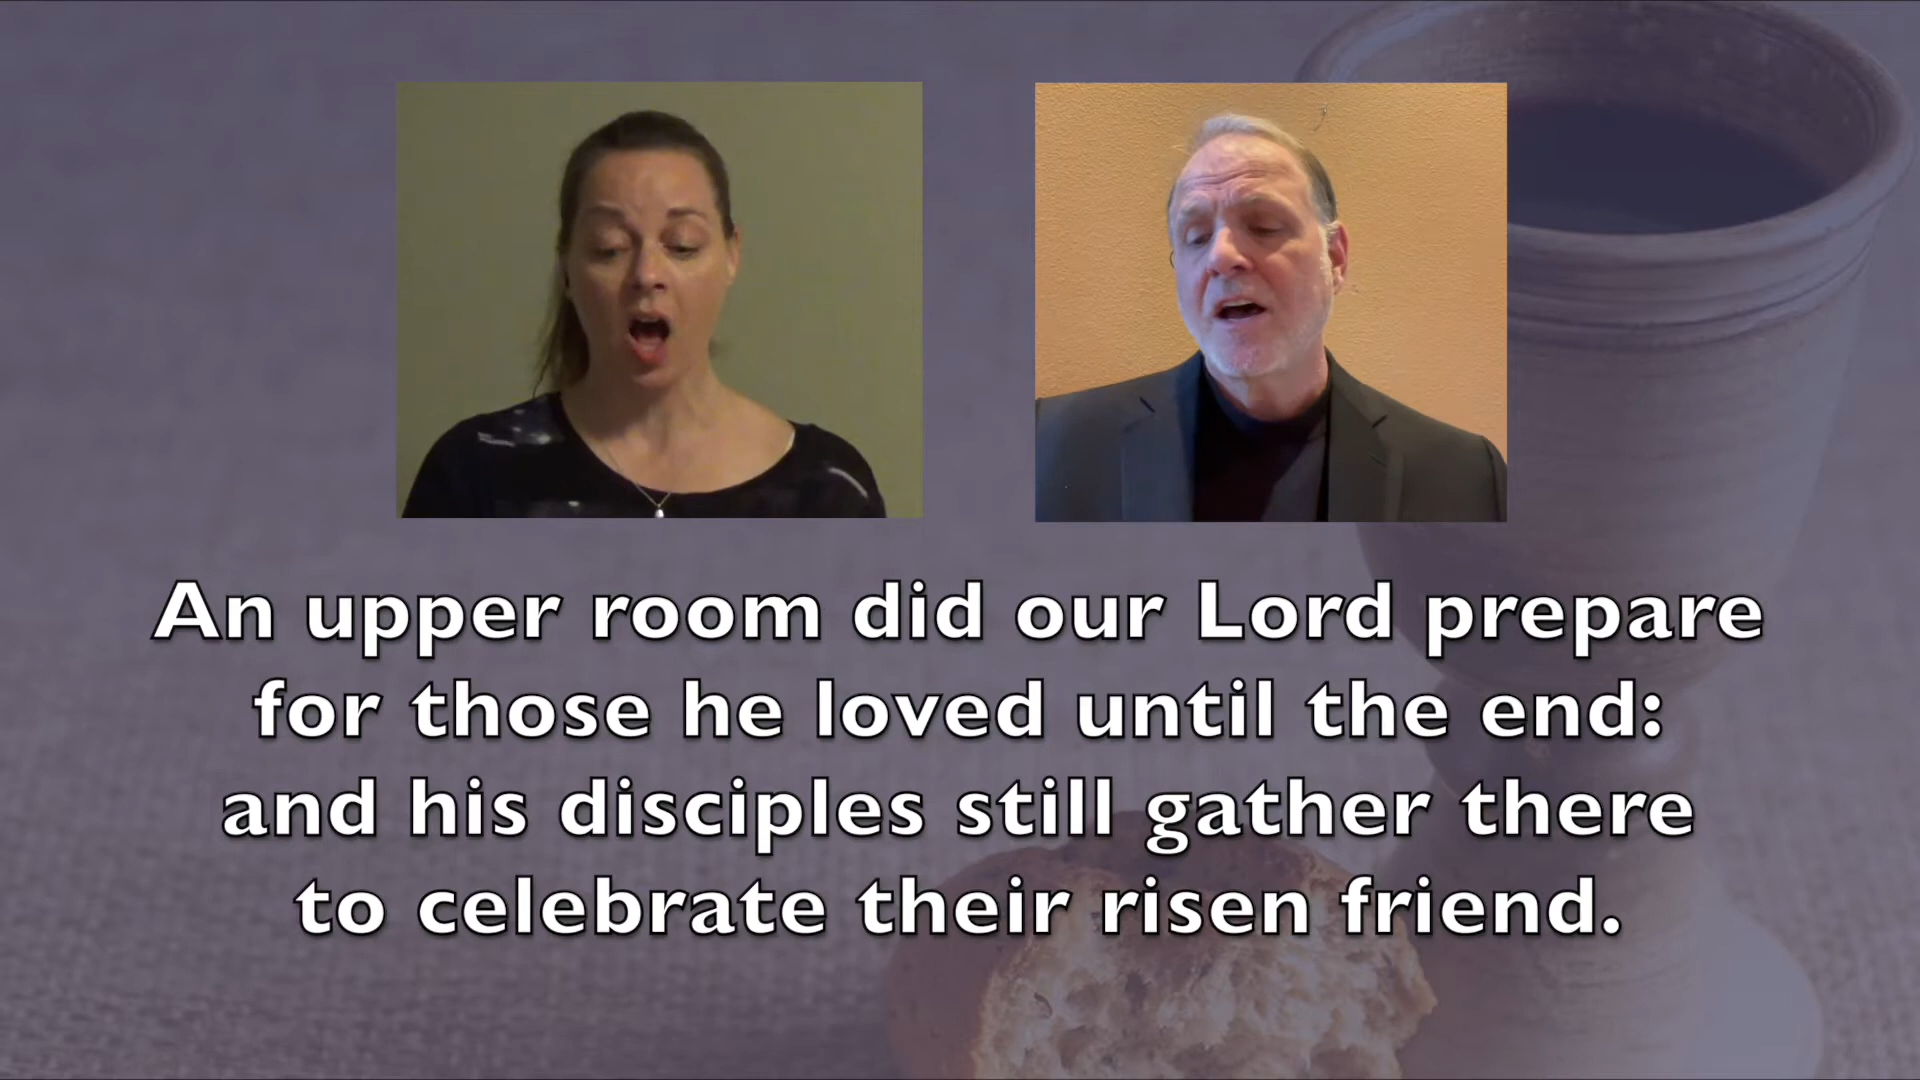 An upper room did our Lord prepare
for those he loved until the end:
and his disciples still gather there
to celebrate their risen friend.